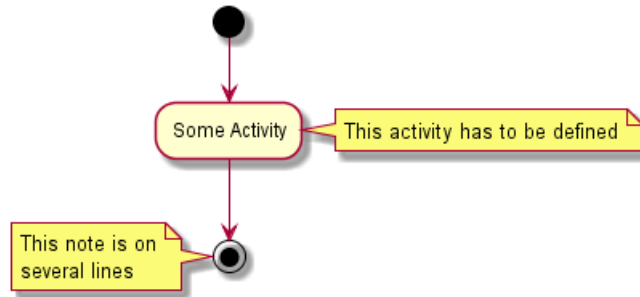 Some Activity
This activity has to be defined
This note is on
several lines